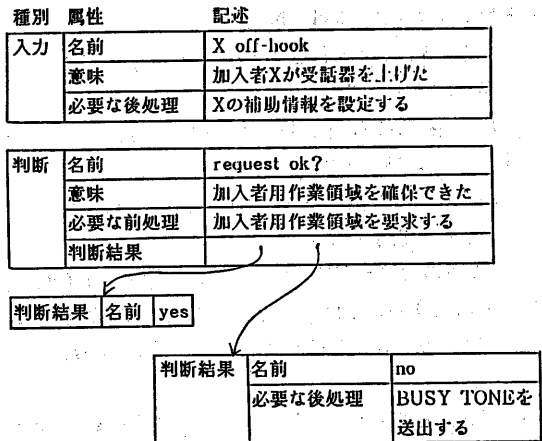 種別 属性 記述
入力 名前 X off-hook
意味 加入者Xが受話器を上げた
必要な後処理 Xの補助情報を設定する
判断 名前 request ok?
意味 加入者用作業領域を確保できた
必要な前処理 加入者用作業領域を要求する
判断結果
判断結果 名前 yes
判断結果 名前 no
必要な後処理 BUSY TONEを
送出する